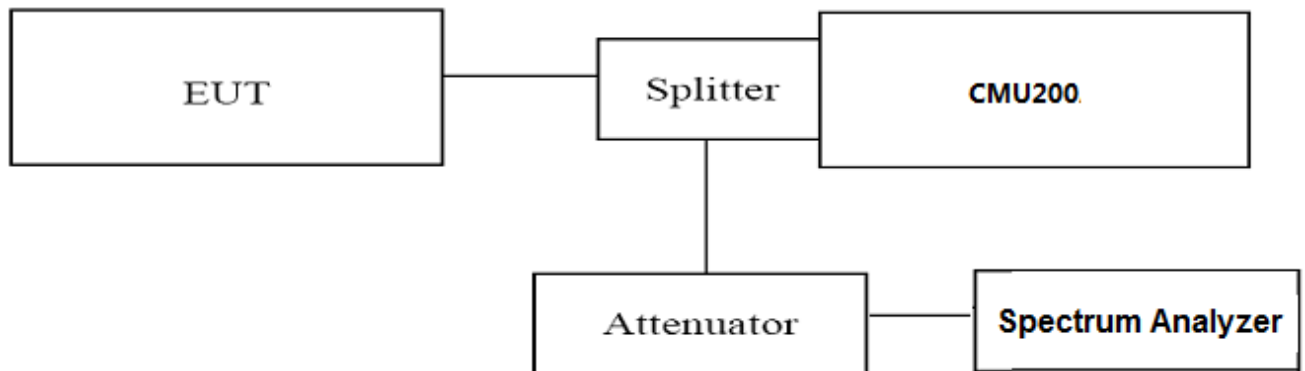 EUT
Splitter
CMU200.
Attenuator
Spectrum Analyzer